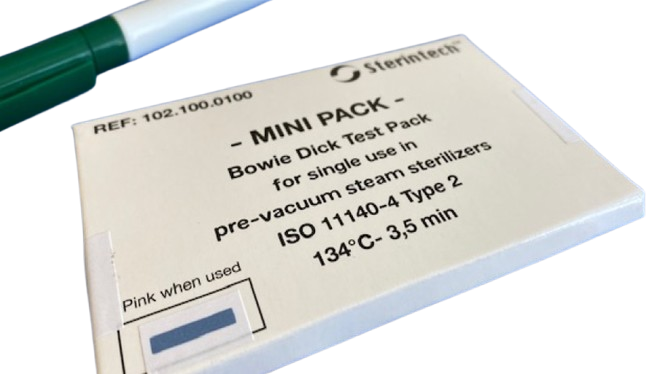 Sterintech™
REF: 102.100.0100
- MINI PACK -
Bowie Dick Test Pack
for single use in
pre-vacuum steam sterilizers
ISO 11140-4 Type 2
134°C- 3,5 min
Pink when used